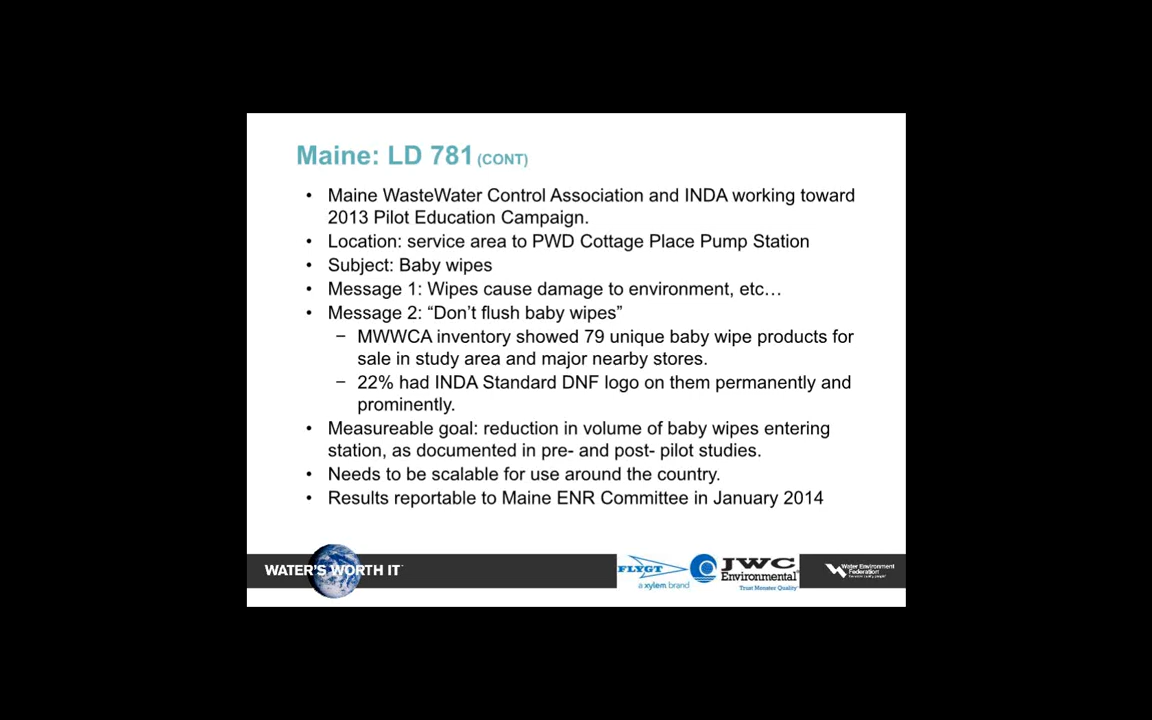 Maine: LD 781 (CONT)
• Maine WasteWater Control Association and INDA working toward
2013 Pilot Education Campaign.
• Location: service area to PWD Cottage Place Pump Station
• Subject: Baby wipes
• Message 1: Wipes cause damage to environment, etc…
• Message 2: “Don’t flush baby wipes”
– MWWCA inventory showed 79 unique baby wipe products for
sale in study area and major nearby stores.
– 22% had INDA Standard DNF logo on them permanently and
prominently.
• Measureable goal: reduction in volume of baby wipes entering
station, as documented in pre- and post- pilot studies.
• Needs to be scalable for use around the country.
• Results reportable to Maine ENR Committee in January 2014
WATER'S WORTH IT
FLYGT
a xylem brand
JWC
Environmental
Trust Monster Quality
Water Environment
Federation